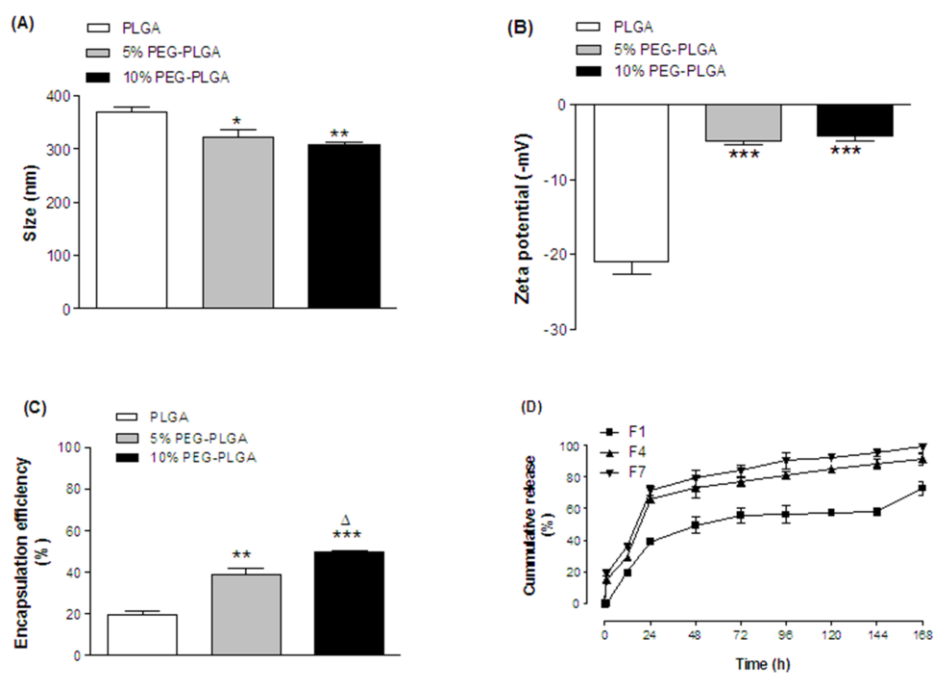 (A)
PLGA
5% PEG-PLGA
10% PEG-PLGA
Size (nm)
400
300
200
100
0
*
**
(B)
PLGA
5% PEG-PLGA
10% PEG-PLGA
Zeta potential (-mV)
0
-10
-20
-30
***
***
(C)
PLGA
5% PEG-PLGA
10% PEG-PLGA
Encapsulation efficiency
(%)
100
80
60
40
20
0
**
Δ
***
(D)
F1
F4
F7
Cummulative release
(%)
100
80
60
40
20
0
0 24 48 72 96 120 144 168
Time (h)